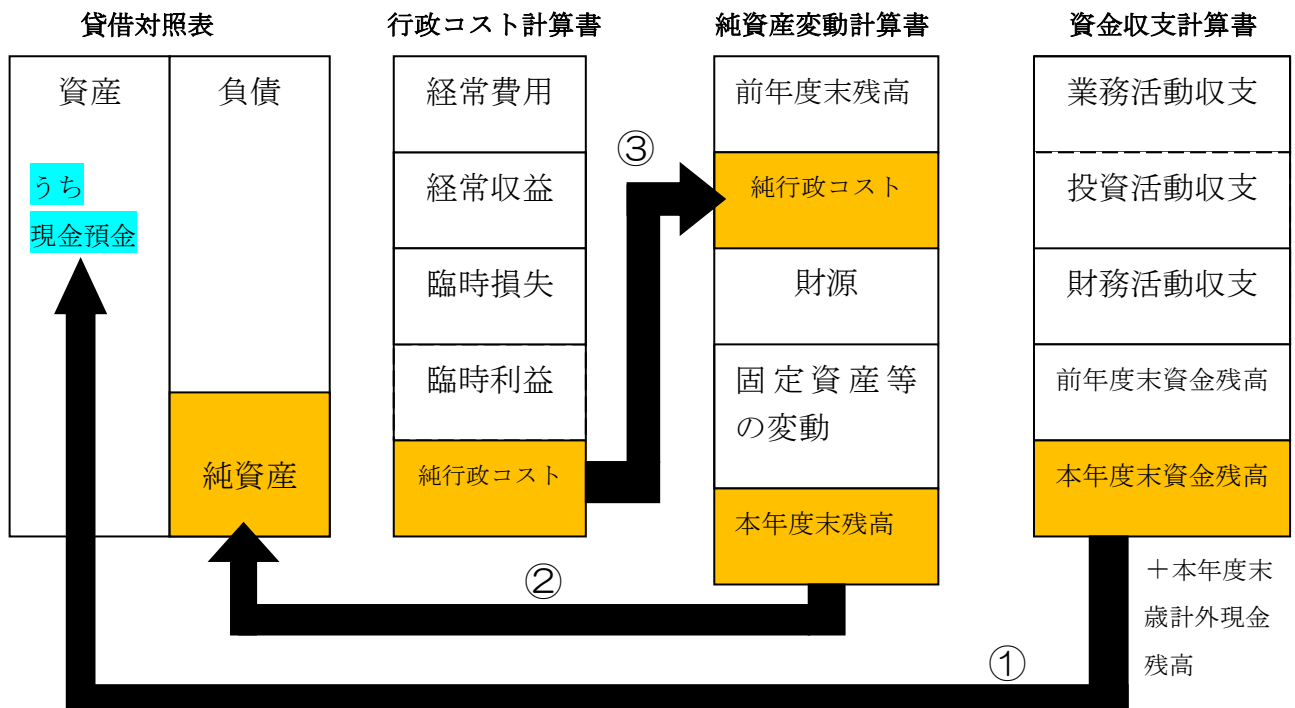 貸借対照表
資産
負債
うち
現金預金
純資産
行政コスト計算書
経常費用
経常収益
臨時損失
臨時利益
純行政コスト
③
純資産変動計算書
前年度末残高
純行政コスト
財源
固定資産等
の変動
本年度末残高
②
資金収支計算書
業務活動収支
投資活動収支
財務活動収支
前年度末資金残高
本年度末資金残高
＋本年度末
歳計外現金
残高
①